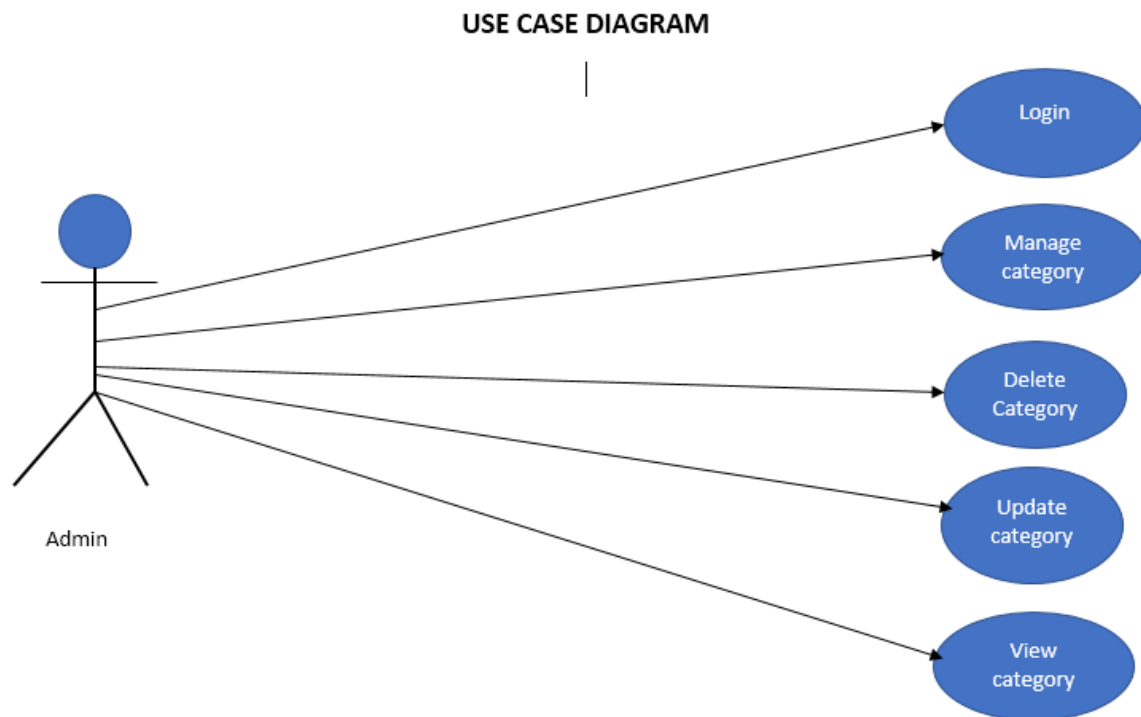 USE CASE DIAGRAM
Login
Manage
category
Delete
Category
Update
category
Admin
View
category